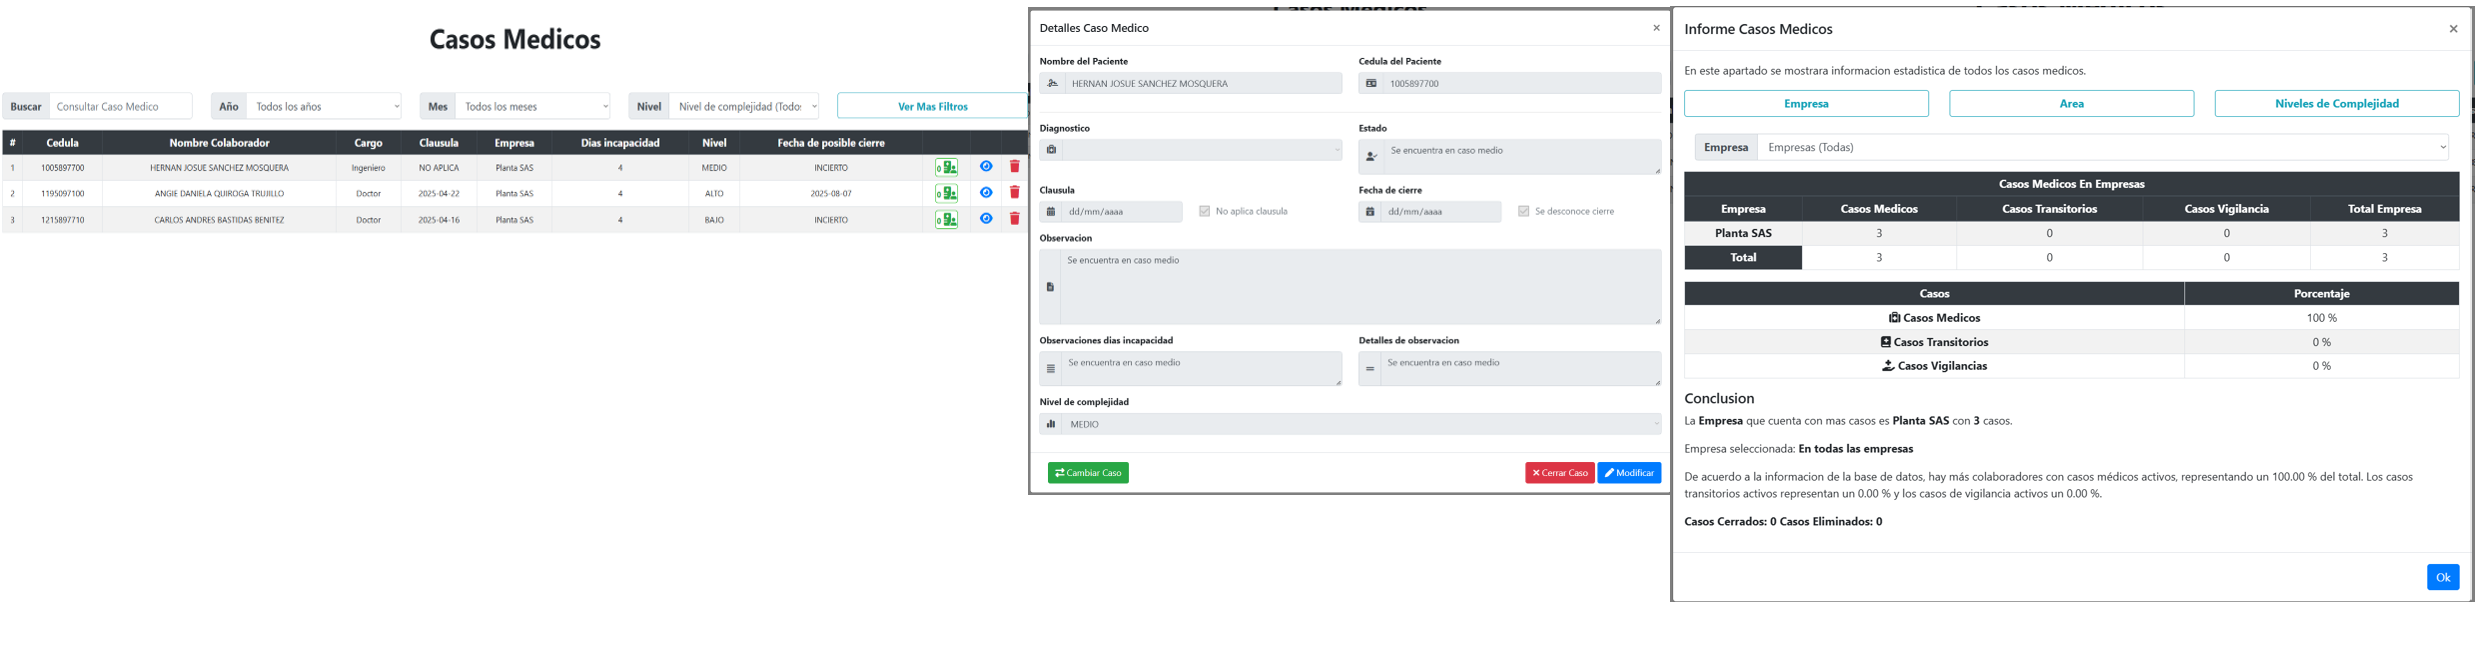 Casos Medicos
Buscar Consultar Caso Medico Año Todos los años Mes Todos los meses Nivel Nivel de complejidad (Todo: Ver Mas Filtros
# Cedula Nombre Colaborador Cargo Clausula Empresa Dias incapacidad Nivel Fecha de posible cierre
1 1005897700 HERNAN JOSUE SANCHEZ MOSQUERA Ingeniero NO APLICA Planta SAS 4 MEDIO INCIERTO 0
2 1195097100 ANGIE DANIELA QUIROGA TRUJILLO Doctor 2025-04-22 Planta SAS 4 ALTO 2025-08-07 0
3 1215897710 CARLOS ANDRES BASTIDAS BENITEZ Doctor 2025-04-16 Planta SAS 4 BAJO INCIERTO 0
Detalles Caso Medico ×
Nombre del Paciente Cedula del Paciente
HERNAN JOSUE SANCHEZ MOSQUERA 1005897700
Diagnostico Estado
Se encuentra en caso medio
Clausula Fecha de cierre
dd/mm/aaaa No aplica clausula dd/mm/aaaa Se desconoce cierre
Observacion
Se encuentra en caso medio
Observaciones dias incapacidad Detalles de observacion
Se encuentra en caso medio Se encuentra en caso medio
Nivel de complejidad
MEDIO
Cambiar Caso Cerrar Caso Modificar
Informe Casos Medicos ×
En este apartado se mostrara informacion estadistica de todos los casos medicos.
Empresa Area Niveles de Complejidad
Empresa Empresas (Todas)
Casos Medicos En Empresas
Empresa Casos Medicos Casos Transitorios Casos Vigilancia Total Empresa
Planta SAS 3 0 0 3
Total 3 0 0 3
Casos Porcentaje
Casos Medicos 100 %
Casos Transitorios 0 %
Casos Vigilancias 0 %
Conclusion
La Empresa que cuenta con mas casos es Planta SAS con 3 casos.
Empresa seleccionada: En todas las empresas
De acuerdo a la informacion de la base de datos, hay más colaboradores con casos médicos activos, representando un 100.00 % del total. Los casos
transitorios activos representan un 0.00 % y los casos de vigilancia activos un 0.00 %.
Casos Cerrados: 0 Casos Eliminados: 0
Ok